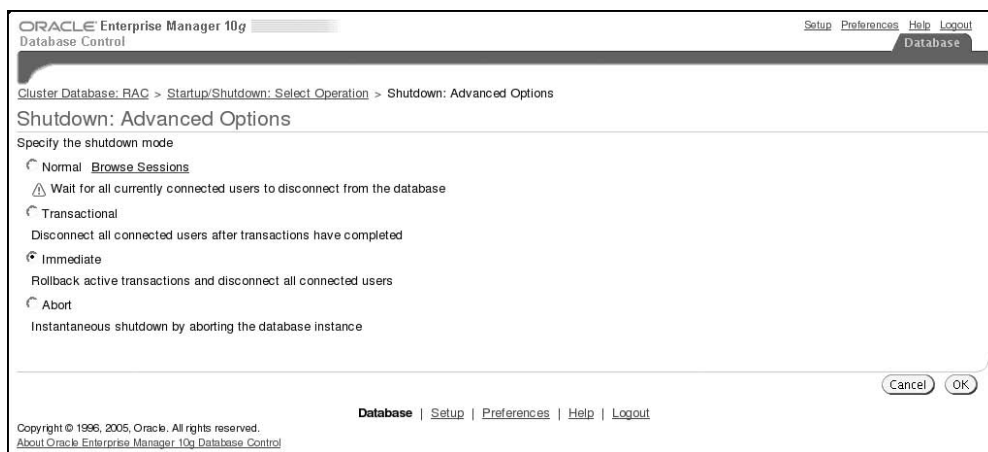 ORACLE Enterprise Manager 10g
Setup Preferences Help Logout
Database Control
Database
Cluster Database: RAC > Startup/Shutdown: Select Operation > Shutdown: Advanced Options
Shutdown: Advanced Options
Specify the shutdown mode
Normal Browse Sessions
Wait for all currently connected users to disconnect from the database
Transactional
Disconnect all connected users after transactions have completed
Immediate
Rollback active transactions and disconnect all connected users
Abort
Instantaneous shutdown by aborting the database instance
Cancel OK
Database | Setup | Preferences | Help | Logout
Copyright © 1996, 2005, Oracle. All rights reserved.
About Oracle Enterprise Manager 10g Database Control